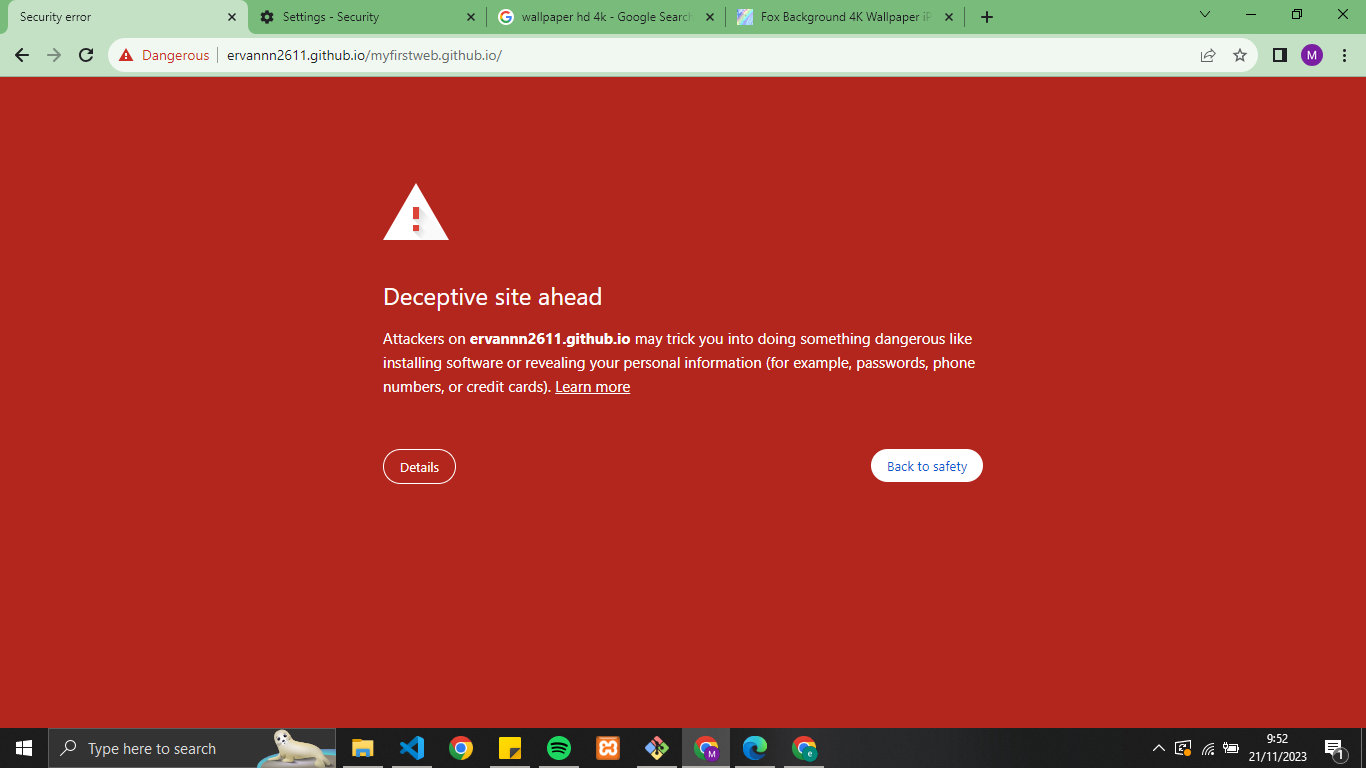 Security error
Settings - Security
wallpaper hd 4k - Google Search
Fox Background 4K Wallpaper iP
Dangerous
ervannn2611.github.io/myfirstweb.github.io/
M
Deceptive site ahead
Attackers on ervannn2611.github.io may trick you into doing something dangerous like
installing software or revealing your personal information (for example, passwords, phone
numbers, or credit cards). Learn more
Details
Back to safety
Type here to search
M
e
9:52
21/11/2023
1